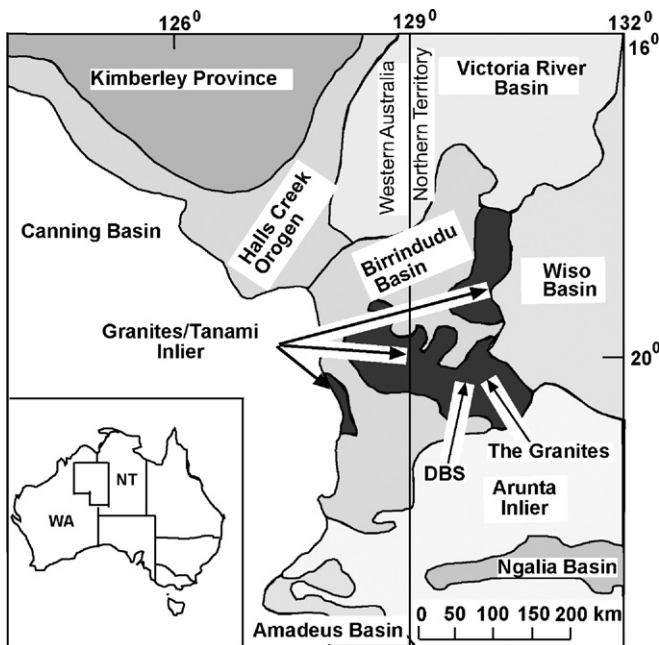 126⁰ 129⁰ 132⁰
16⁰
Kimberley Province
Victoria River
Basin
Western Australia
Northern Territory
Halls Creek
Orogen
Canning Basin
Birrindudu
Basin
Wiso
Basin
Granites/Tanami
Inlier
20⁰
The Granites
DBS
Arunta
Inlier
NT
WA
Ngalia Basin
0 50 100 150 200 km
Amadeus Basin